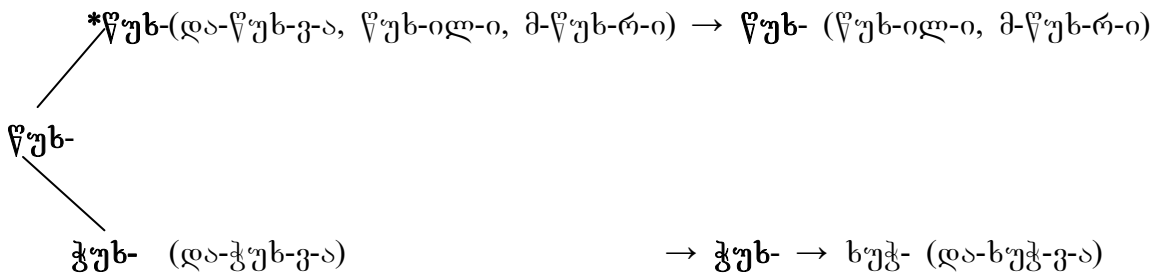 *წუხ-(და-წუხ-ვ-ა, წუხ-ილ-ი, მ-წუხ-რ-ი) → წუხ- (წუხ-ილ-ი, მ-წუხ-რ-ი)
წუხ-
ჭუხ- (და-ჭუხ-ვ-ა) → ჭუხ- → ხუჭ- (და-ხუჭ-ვ-ა)